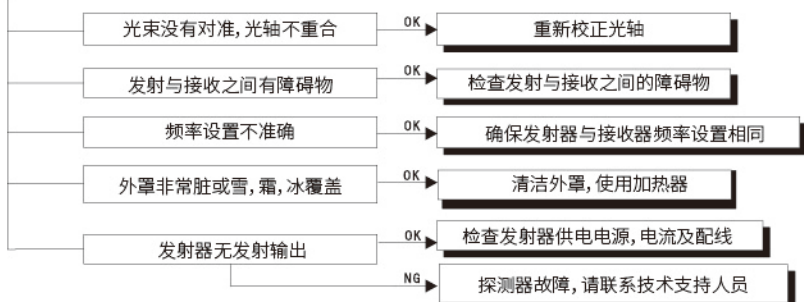 光束没有对准,光轴不重合 OK 重新校正光轴
发射与接收之间有障碍物 OK 检查发射与接收之间的障碍物
频率设置不准确 OK 确保发射器与接收器频率设置相同
外罩非常脏或雪,霜,冰覆盖 OK 清洁外罩,使用加热器
发射器无发射输出 OK 检查发射器供电电源,电流及配线
NG 探测器故障,请联系技术支持人员